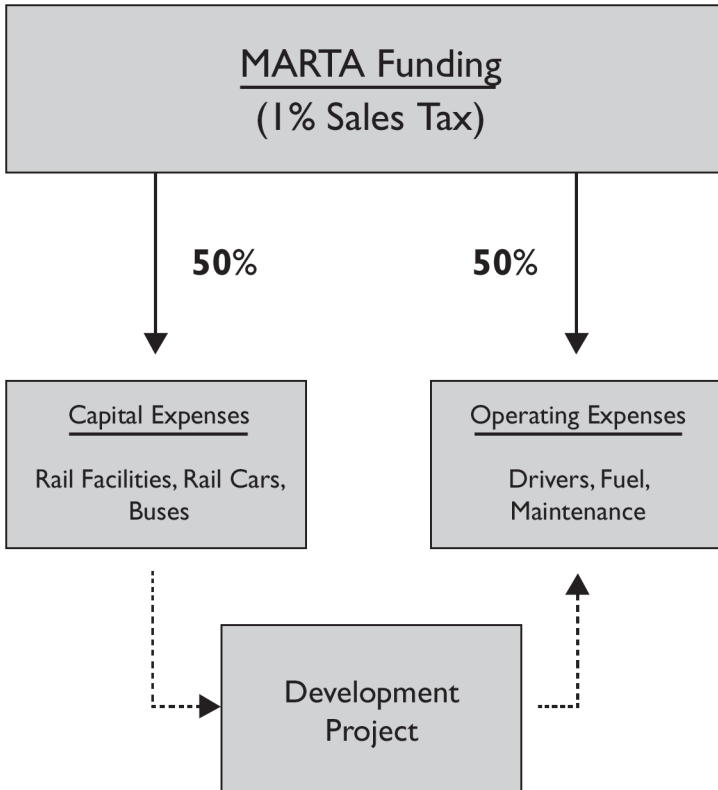 MARTA Funding
(1% Sales Tax)
50%
50%
Capital Expenses
Rail Facilities, Rail Cars,
Buses
Operating Expenses
Drivers, Fuel,
Maintenance
Development
Project